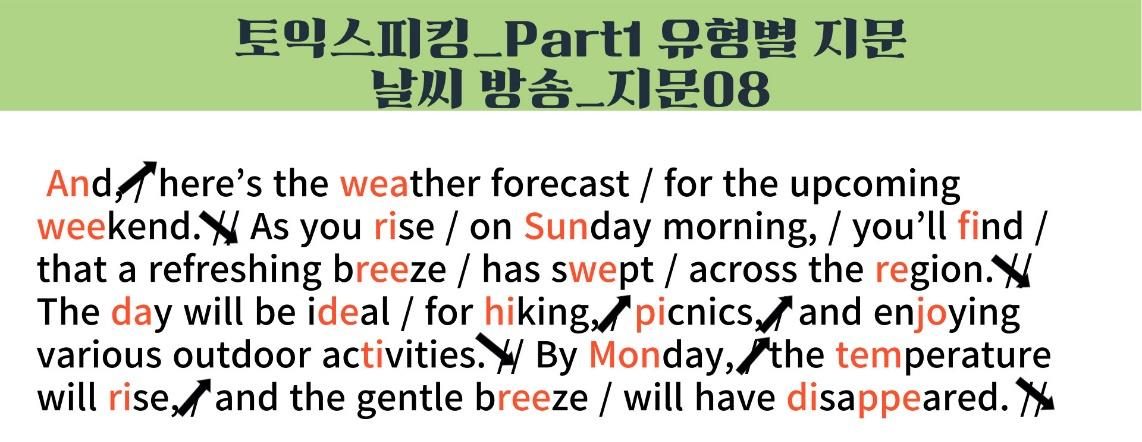 토익스피킹_Part1 유형별 지문
날씨 방송_지문08
And, / here's the weather forecast / for the upcoming
weekend. // As you rise / on Sunday morning, / you'll find /
that a refreshing breeze / has swept / across the region. //
The day will be ideal / for hiking, / picnics, / and enjoying
various outdoor activities. // By Monday, / the temperature
will rise, / and the gentle breeze / will have disappeared. //